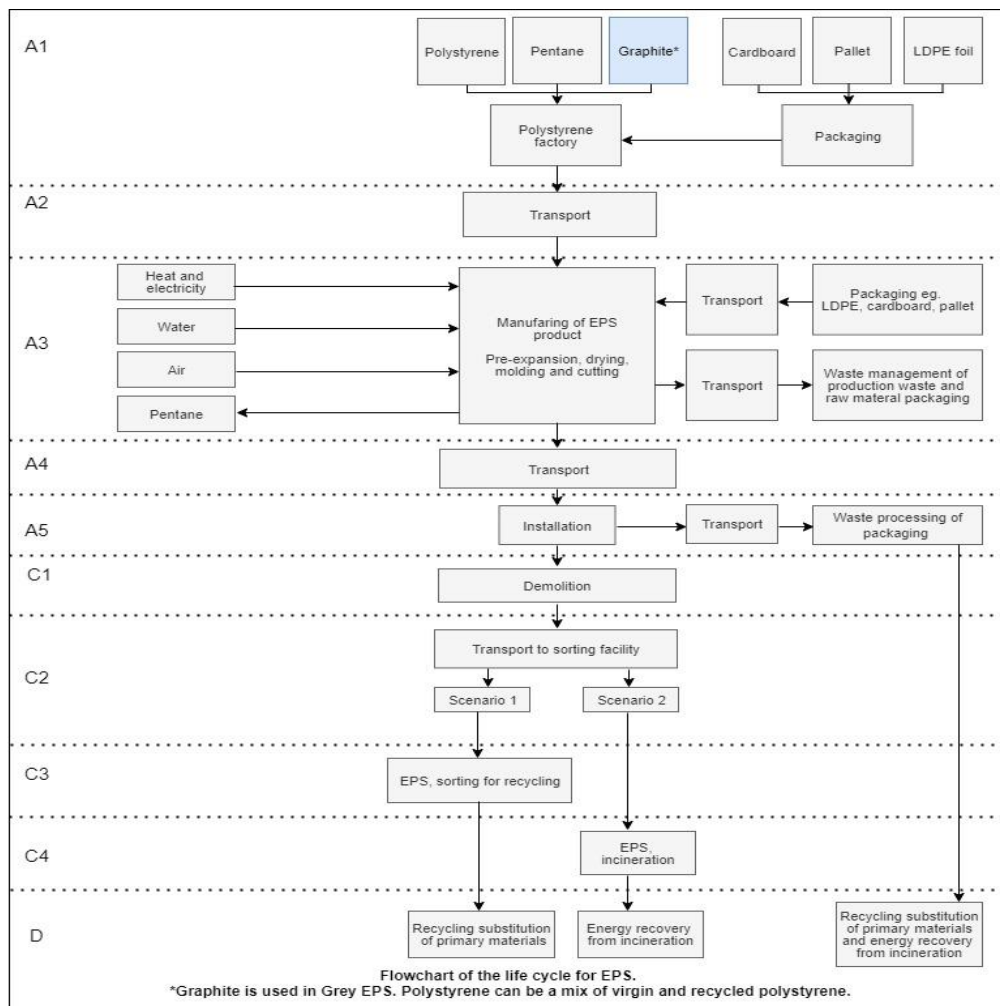 A1
Polystyrene
Pentane
Graphite*
Cardboard
Pallet
LDPE foil
Polystyrene
factory
Packaging
A2
Transport
A3
Heat and
electricity
Water
Air
Pentane
Manufaring of EPS
product
Pre-expansion, drying,
molding and cutting
Transport
Packaging eg.
LDPE, cardboard, pallet
Transport
Waste management of
production waste and
raw materal packaging
A4
Transport
A5
Installation
Transport
Waste processing of
packaging
C1
Demolition
C2
Transport to sorting facility
Scenario 1
Scenario 2
C3
EPS, sorting for recycling
C4
EPS,
incineration
D
Recycling substitution
of primary materials
Energy recovery
from incineration
Recycling substitution
of primary materials
and energy recovery
from incineration
Flowchart of the life cycle for EPS.
*Graphite is used in Grey EPS. Polystyrene can be a mix of virgin and recycled polystyrene.